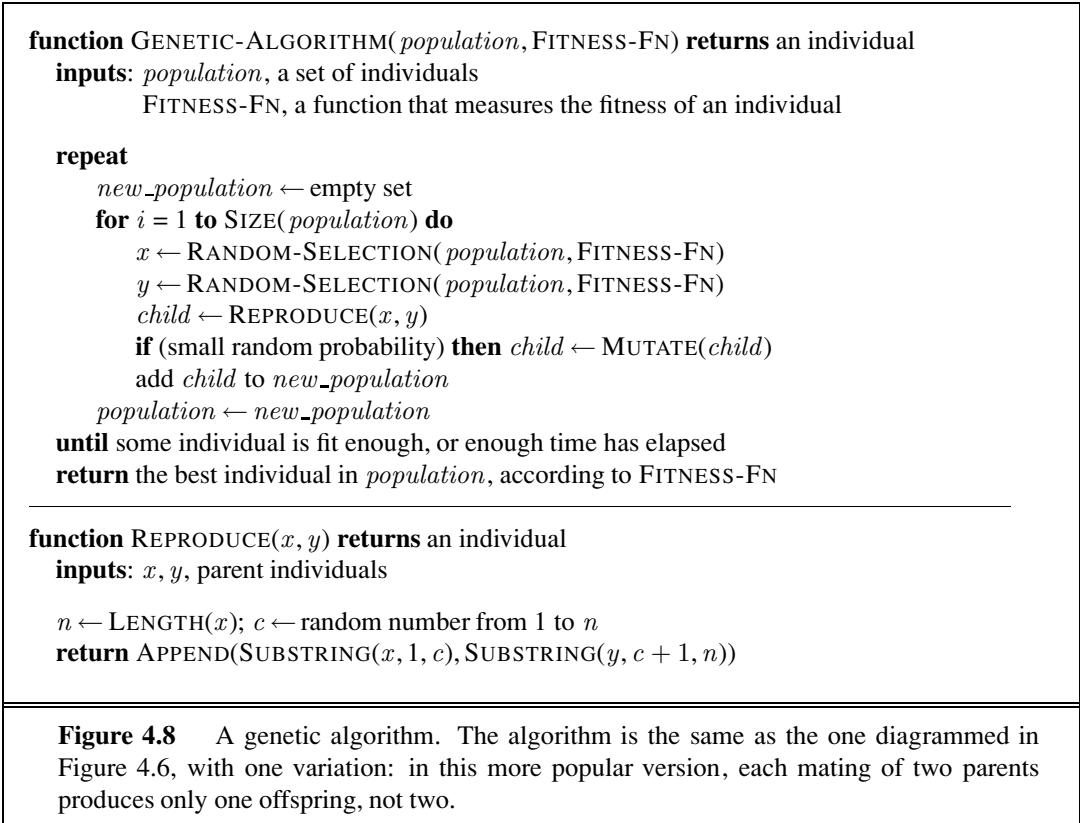 function GENETIC-ALGORITHM(population, FITNESS-FN) returns an individual
inputs: population, a set of individuals
FITNESS-FN, a function that measures the fitness of an individual
repeat
new_population ← empty set
for i = 1 to SIZE(population) do
x ← RANDOM-SELECTION(population, FITNESS-FN)
y ← RANDOM-SELECTION(population, FITNESS-FN)
child ← REPRODUCE(x, y)
if (small random probability) then child ← MUTATE(child)
add child to new_population
population ← new_population
until some individual is fit enough, or enough time has elapsed
return the best individual in population, according to FITNESS-FN
function REPRODUCE(x, y) returns an individual
inputs: x, y, parent individuals
n ← LENGTH(x); c ← random number from 1 to n
return APPEND(SUBSTRING(x, 1, c), SUBSTRING(y, c + 1, n))
Figure 4.8 A genetic algorithm. The algorithm is the same as the one diagrammed in
Figure 4.6, with one variation: in this more popular version, each mating of two parents
produces only one offspring, not two.